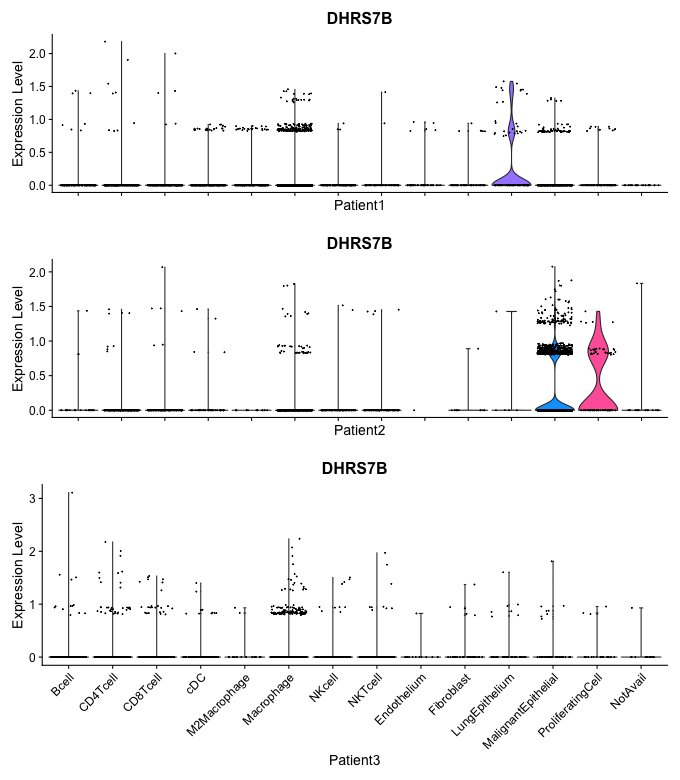 DHRS7B
Expression Level
2.0
1.5
1.0
0.5
0.0
Patient1
DHRS7B
Expression Level
2.0
1.5
1.0
0.5
0.0
Patient2
DHRS7B
Expression Level
3
2
1
0
Bcell
CD4Tcell
CD8Tcell
cDC
M2Macrophage
Macrophage
NKcell
NKTcell
Endothelium
Fibroblast
LungEpithelium
MalignantEpithelial
ProliferatingCell
NotAvail
Patient3